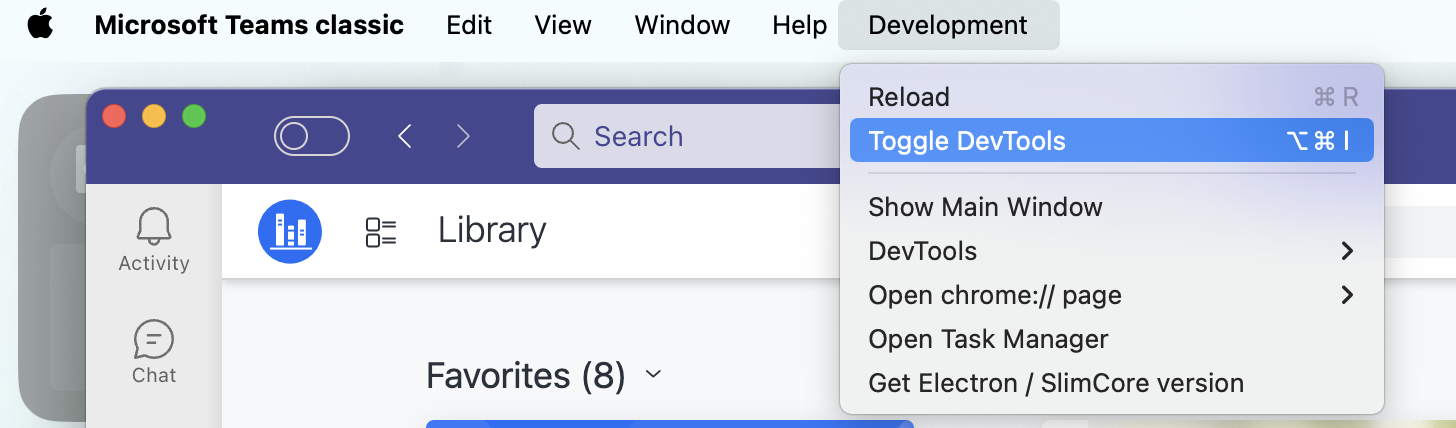 Microsoft Teams classic Edit View Window Help Development
Reload ⌘ R
Toggle DevTools ⌥ ⌘ I
Search
Show Main Window
Library
DevTools
Activity
Open chrome:// page
Open Task Manager
Chat
Favorites (8)
Get Electron / SlimCore version